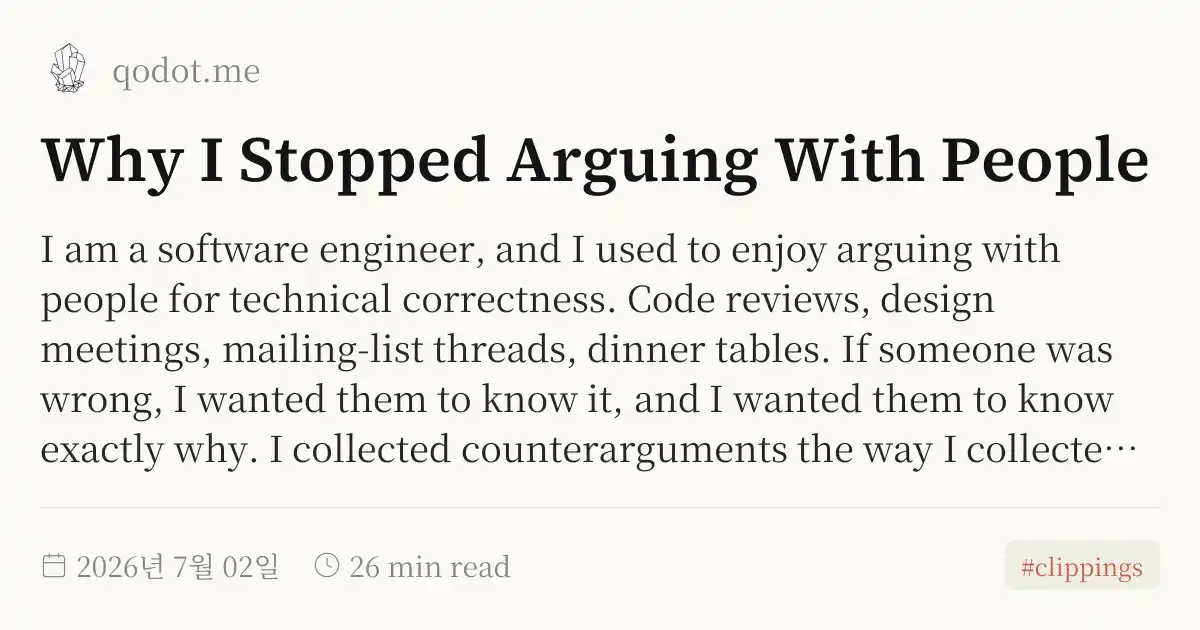 qodot.me
Why I Stopped Arguing With People
I am a software engineer, and I used to enjoy arguing with
people for technical correctness. Code reviews, design
meetings, mailing-list threads, dinner tables. If someone was
wrong, I wanted them to know it, and I wanted them to know
exactly why. I collected counterarguments the way I collecte⋯
2026년 7월 02일 26 min read #clippings